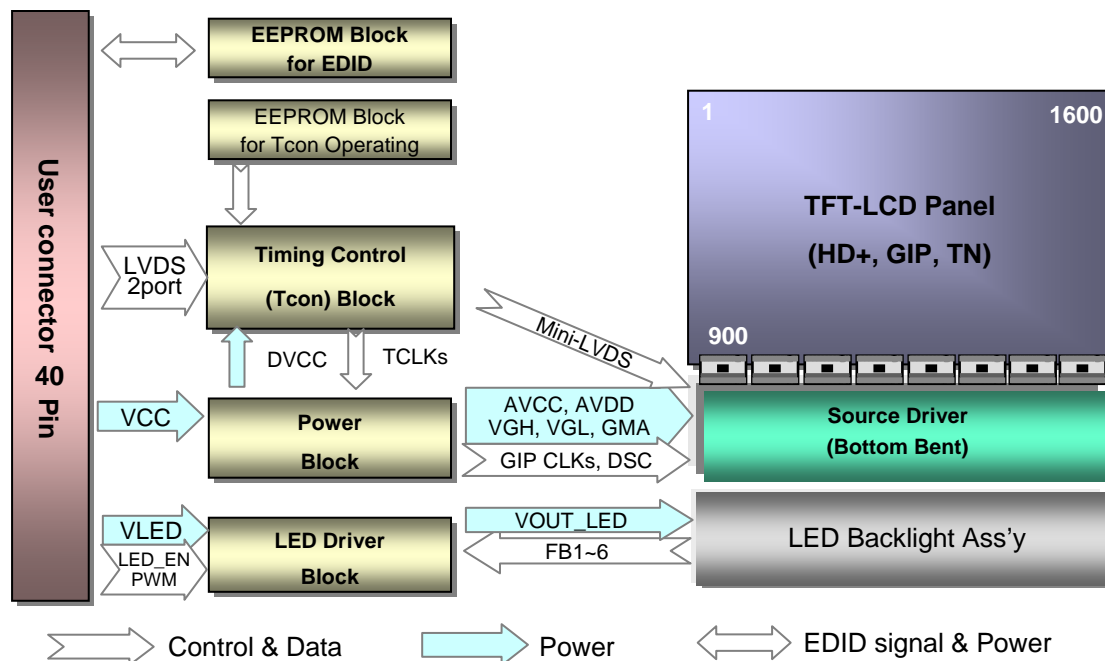 User connector 40 Pin
EEPROM Block
for EDID
EEPROM Block
for Tcon Operating
LVDS
2port
Timing Control
(Tcon) Block
DVCC
TCLKs
Mini-LVDS
VCC
Power
Block
AVCC, AVDD
VGH, VGL, GMA
GIP CLKs, DSC
VLED
LED_EN
PWM
LED Driver
Block
VOUT_LED
FB1~6
1
1600
TFT-LCD Panel
(HD+, GIP, TN)
900
Source Driver
(Bottom Bent)
LED Backlight Ass'y
Control & Data
Power
EDID signal & Power